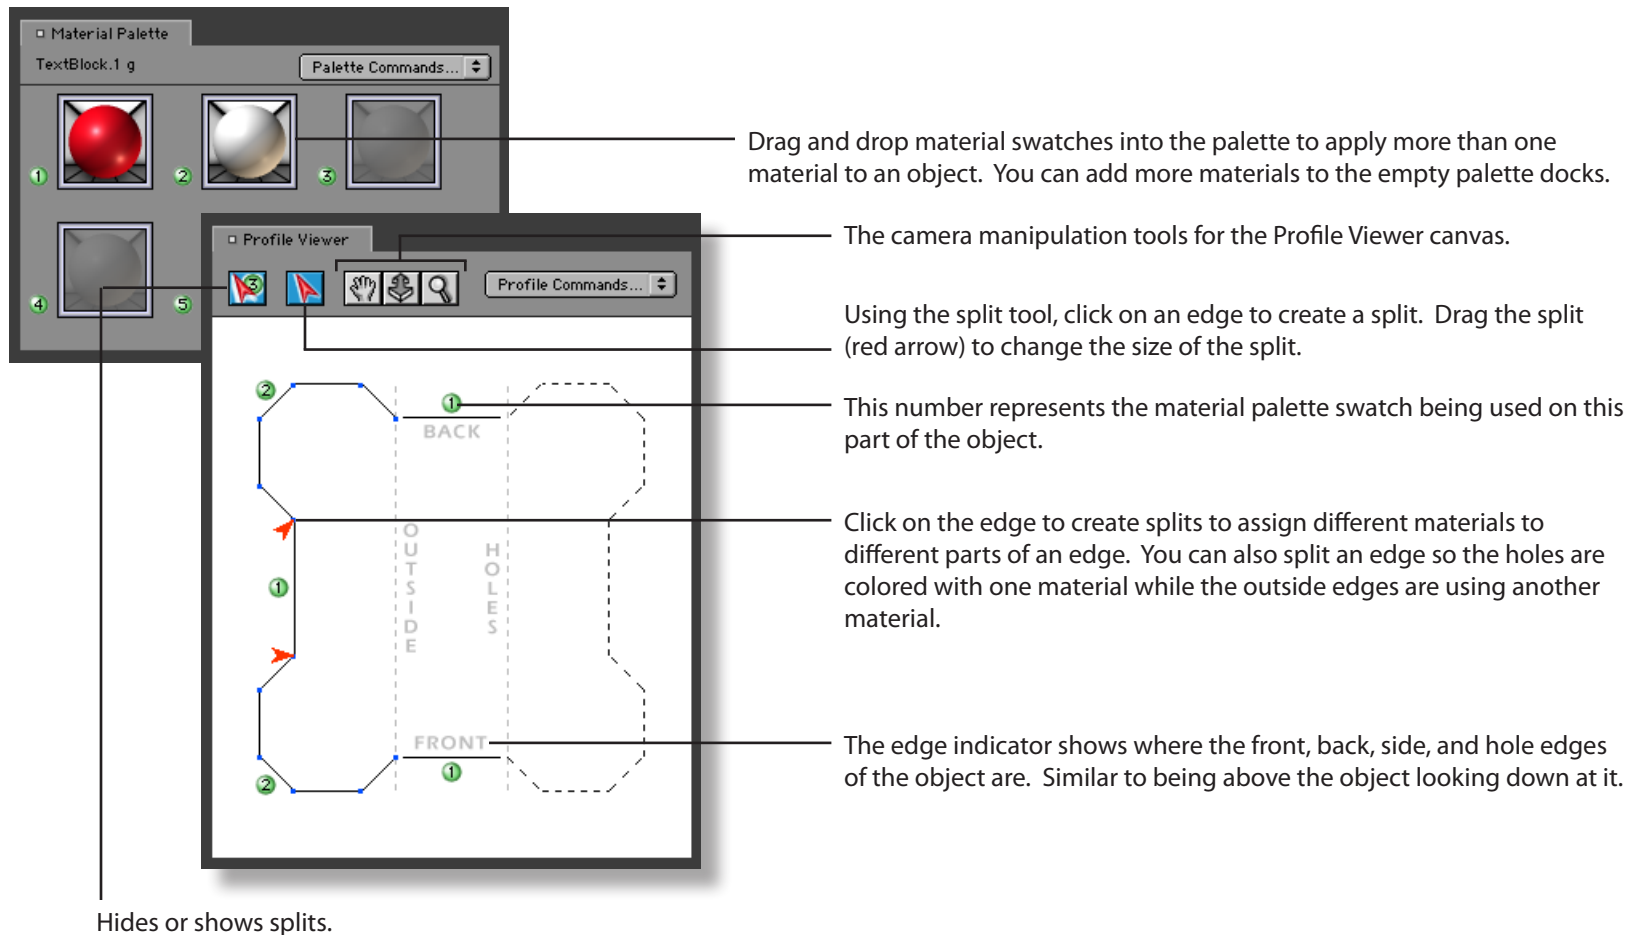 Material Palette
TextBlock.1 g
Palette Commands...
1
2
3
4
5
Drag and drop material swatches into the palette to apply more than one
material to an object.  You can add more materials to the empty palette docks.
Profile Viewer
3
Profile Commands...
The camera manipulation tools for the Profile Viewer canvas.
Using the split tool, click on an edge to create a split.  Drag the split
(red arrow) to change the size of the split.
2
1
BACK
This number represents the material palette swatch being used on this
part of the object.
OUTSIDE
HOLES
1
Click on the edge to create splits to assign different materials to
different parts of an edge.  You can also split an edge so the holes are
colored with one material while the outside edges are using another
material.
FRONT
1
2
The edge indicator shows where the front, back, side, and hole edges
of the object are.  Similar to being above the object looking down at it.
Hides or shows splits.